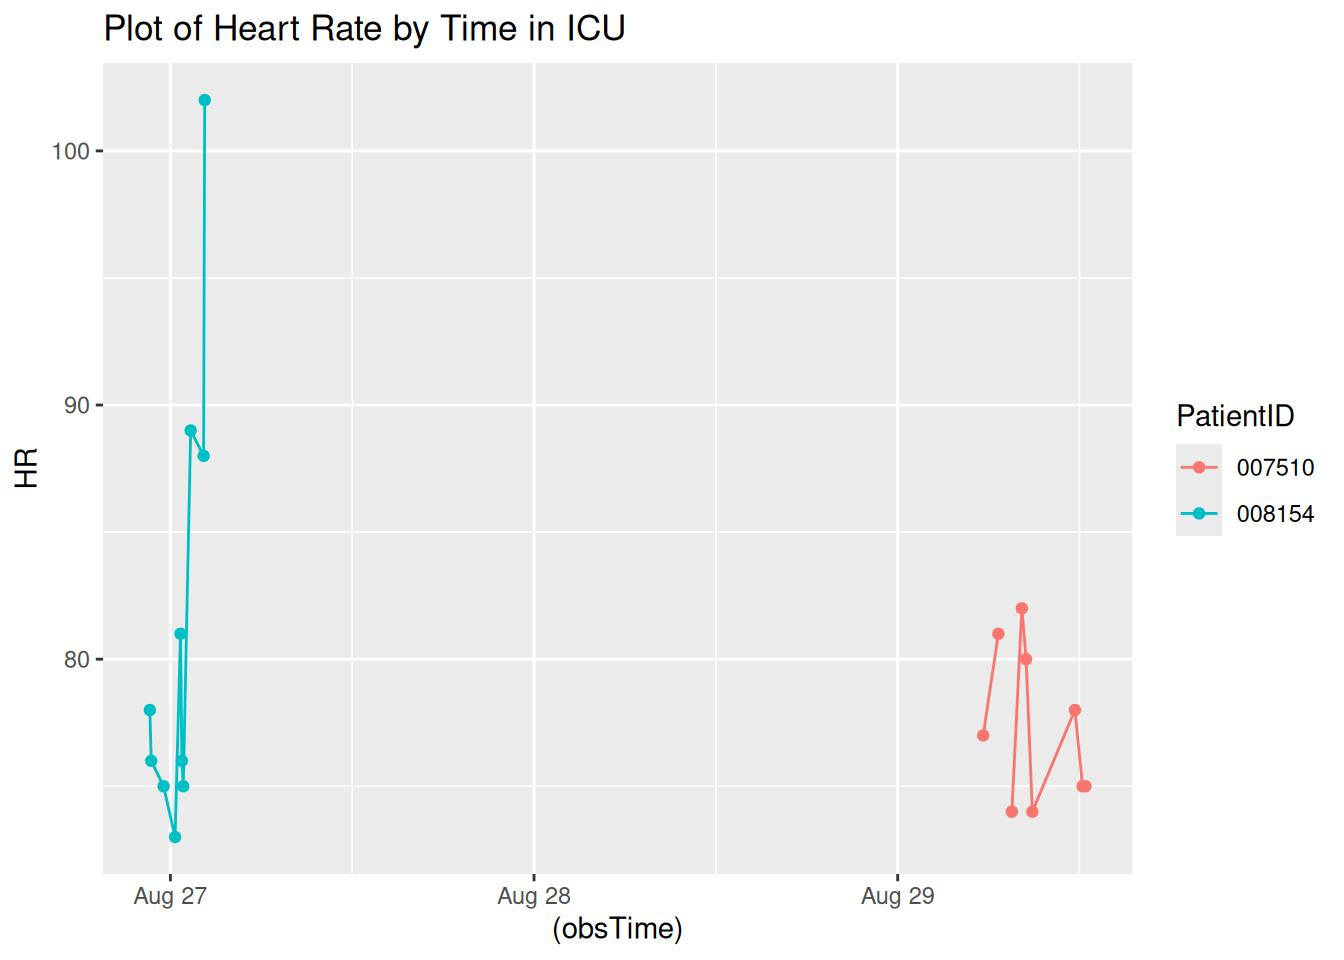 Plot of Heart Rate by Time in ICU
100
90
80
HR
Aug 27
Aug 28
Aug 29
(obsTime)
PatientID
007510
008154